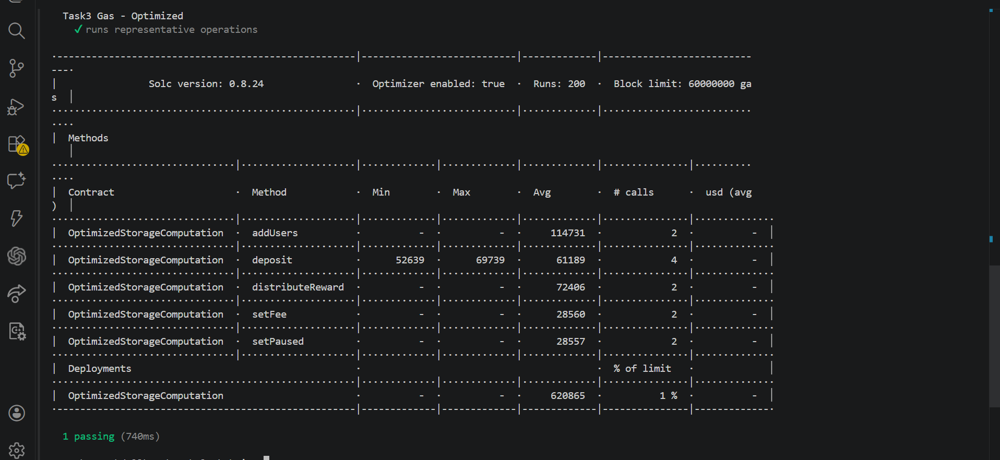 Task3 Gas - Optimized
✓ runs representative operations
·----------------------------------------------------|---------------------------|-------------|--------------------------
---·
|                Solc version: 0.8.24                ·  Optimizer enabled: true  ·  Runs: 200  ·  Block limit: 60000000 ga
s  |
·····················································|···························|·············|··························
····
|  Methods
   |
································|····················|·············|·············|·············|···············|··········
····
|  Contract                     ·  Method            ·  Min        ·  Max        ·  Avg        ·  # calls      ·  usd (avg
)  |
································|····················|·············|·············|·············|···············|··············
|  OptimizedStorageComputation  ·  addUsers          ·          -  ·          -  ·     114731  ·            2  ·          -  |
································|····················|·············|·············|·············|···············|··············
|  OptimizedStorageComputation  ·  deposit           ·      52639  ·      69739  ·      61189  ·            4  ·          -  |
································|····················|·············|·············|·············|···············|··············
|  OptimizedStorageComputation  ·  distributeReward  ·          -  ·          -  ·      72406  ·            2  ·          -  |
································|····················|·············|·············|·············|···············|··············
|  OptimizedStorageComputation  ·  setFee            ·          -  ·          -  ·      28560  ·            2  ·          -  |
································|····················|·············|·············|·············|···············|··············
|  OptimizedStorageComputation  ·  setPaused         ·          -  ·          -  ·      28557  ·            2  ·          -  |
································|····················|·············|·············|·············|···············|··············
|  Deployments                                       ·                                         ·  % of limit   ·             |
·····················································|·············|·············|·············|···············|··············
|  OptimizedStorageComputation                       ·          -  ·          -  ·     620865  ·          1 %  ·          -  |
·----------------------------------------------------|-------------|-------------|-------------|---------------|-------------·
1 passing (740ms)